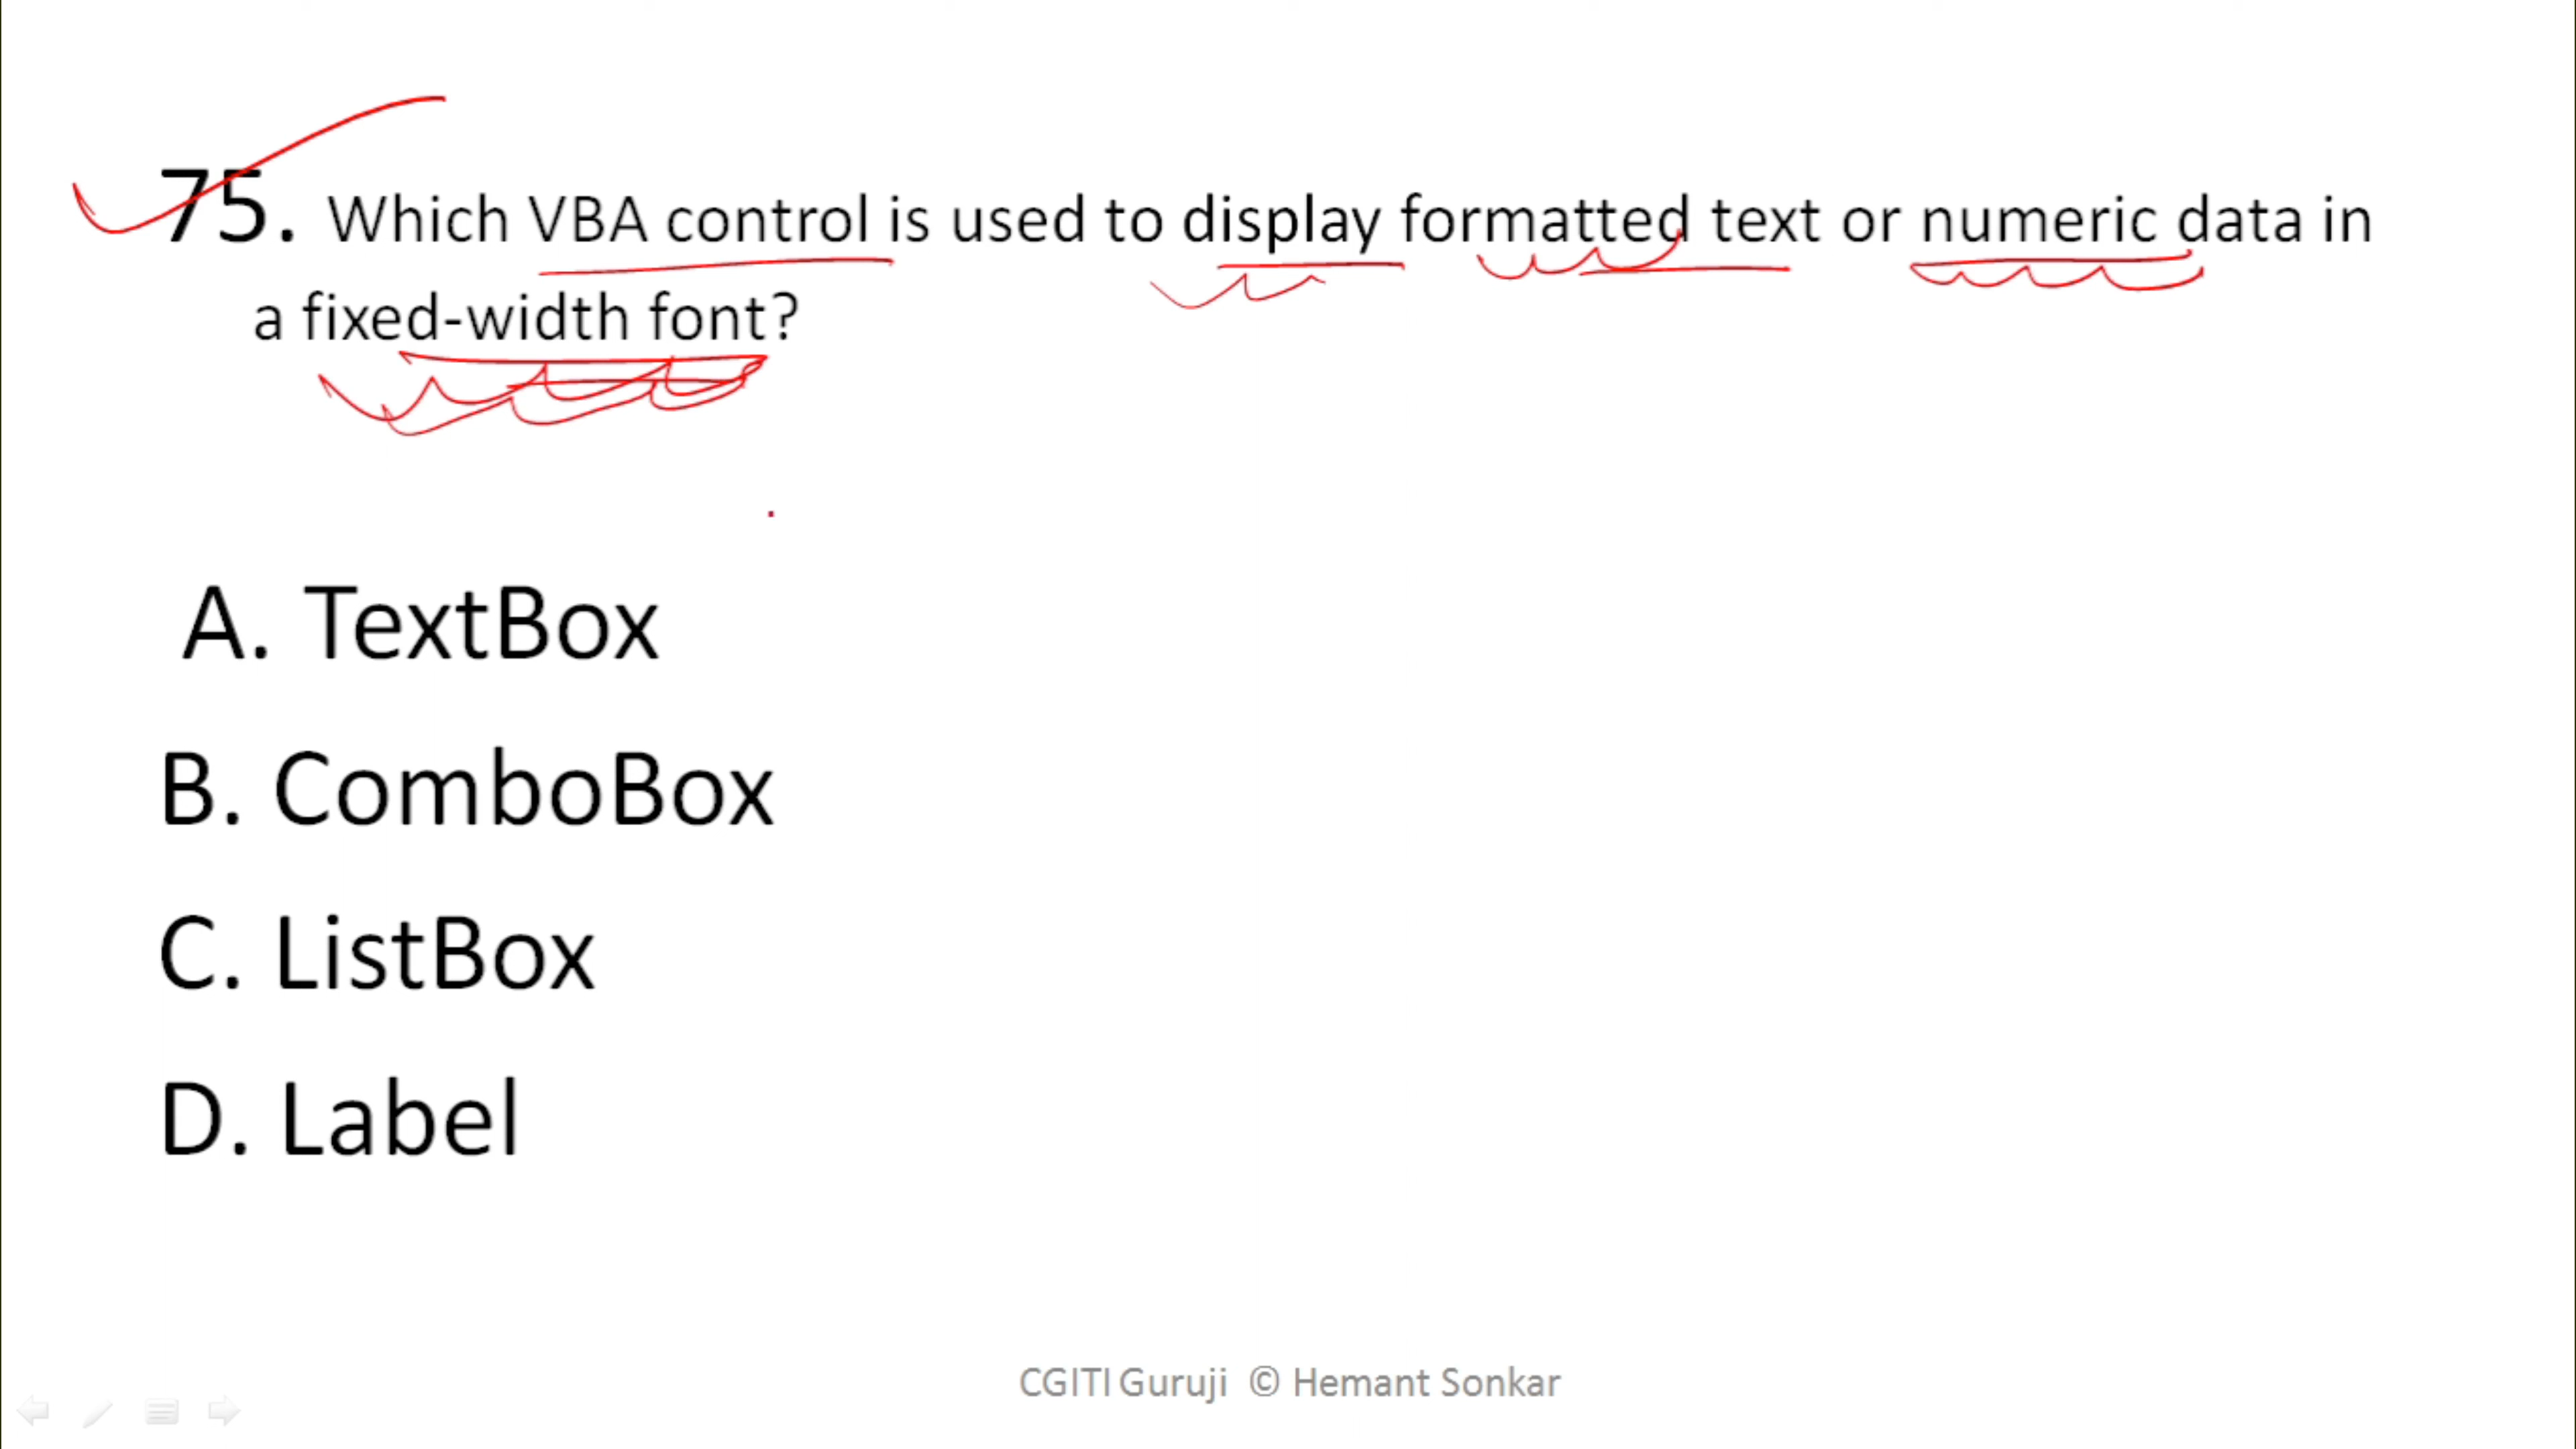 75. Which VBA control is used to display formatted text or numeric data in
a fixed-width font?
A. TextBox
B. ComboBox
C. ListBox
D. Label
CGITI Guruji © Hemant Sonkar